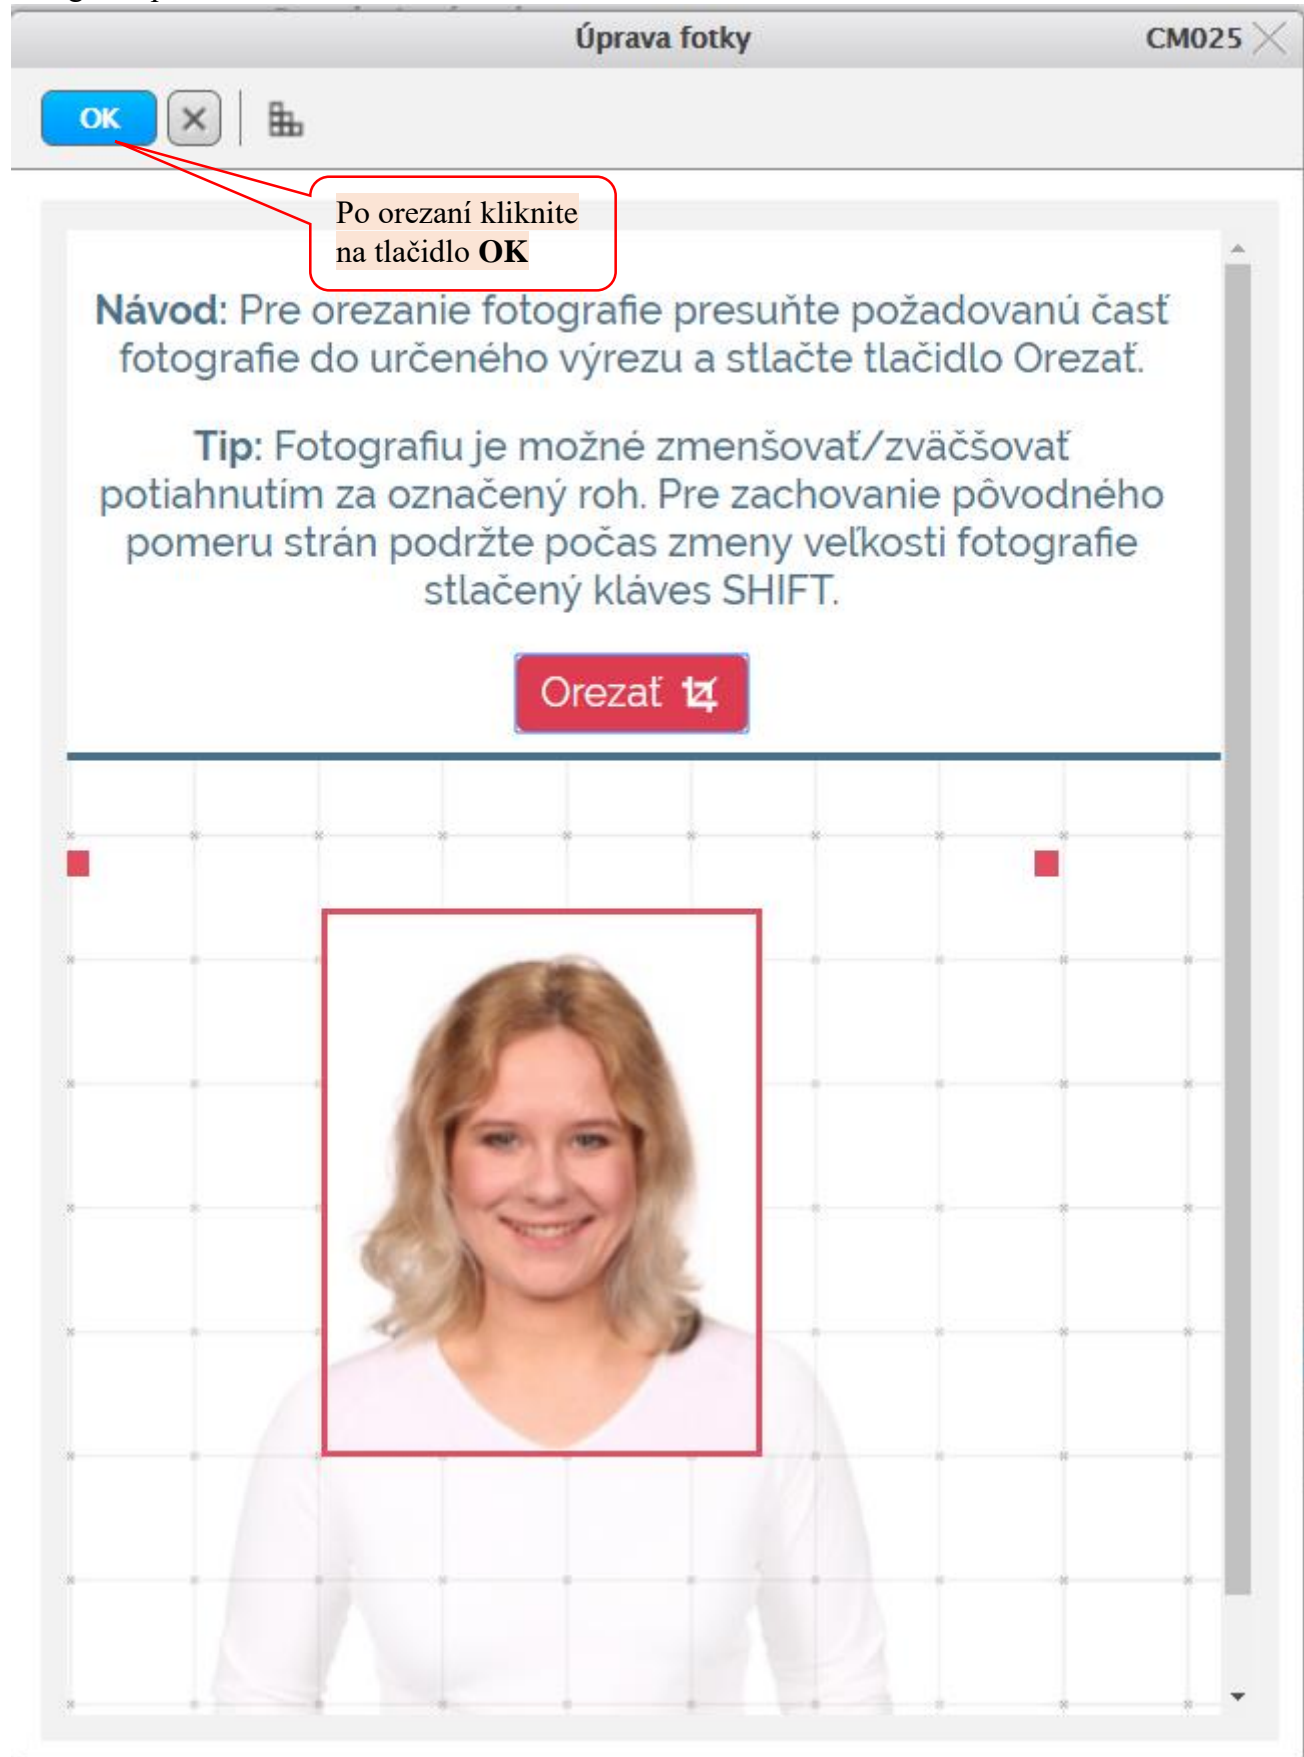 Úprava fotky CM025
OK
Po orezaní kliknite
na tlačidlo OK
Návod: Pre orezanie fotografie presuňte požadovanú časť
fotografie do určeného výrezu a stlačte tlačidlo Orezať.
Tip: Fotografiu je možné zmenšovať/zväčšovať
potiahnutím za označený roh. Pre zachovanie pôvodného
pomeru strán podržte počas zmeny veľkosti fotografie
stlačený kláves SHIFT.
Orezať